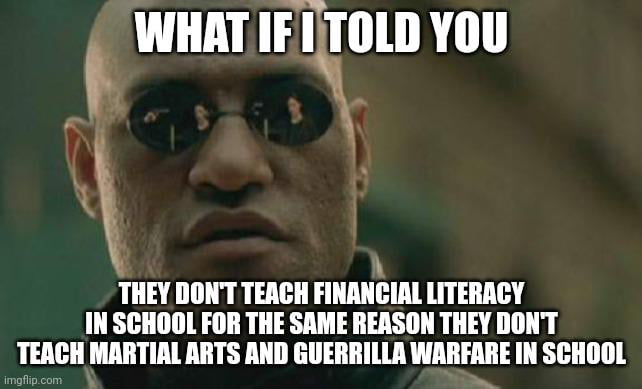 WHAT IF I TOLD YOU
THEY DON'T TEACH FINANCIAL LITERACY
IN SCHOOL FOR THE SAME REASON THEY DON'T
TEACH MARTIAL ARTS AND GUERRILLA WARFARE IN SCHOOL
imgflip.com